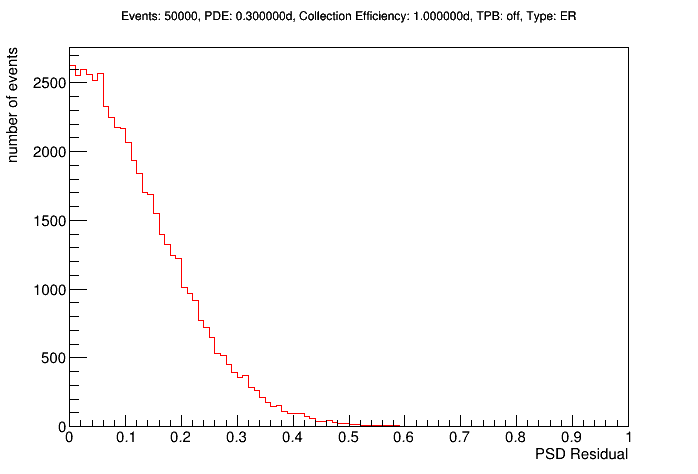 Events: 50000, PDE: 0.300000d, Collection Efficiency: 1.000000d, TPB: off, Type: ER
number of events
2500
2000
1500
1000
500
0
0 0.1 0.2 0.3 0.4 0.5 0.6 0.7 0.8 0.9 1
PSD Residual